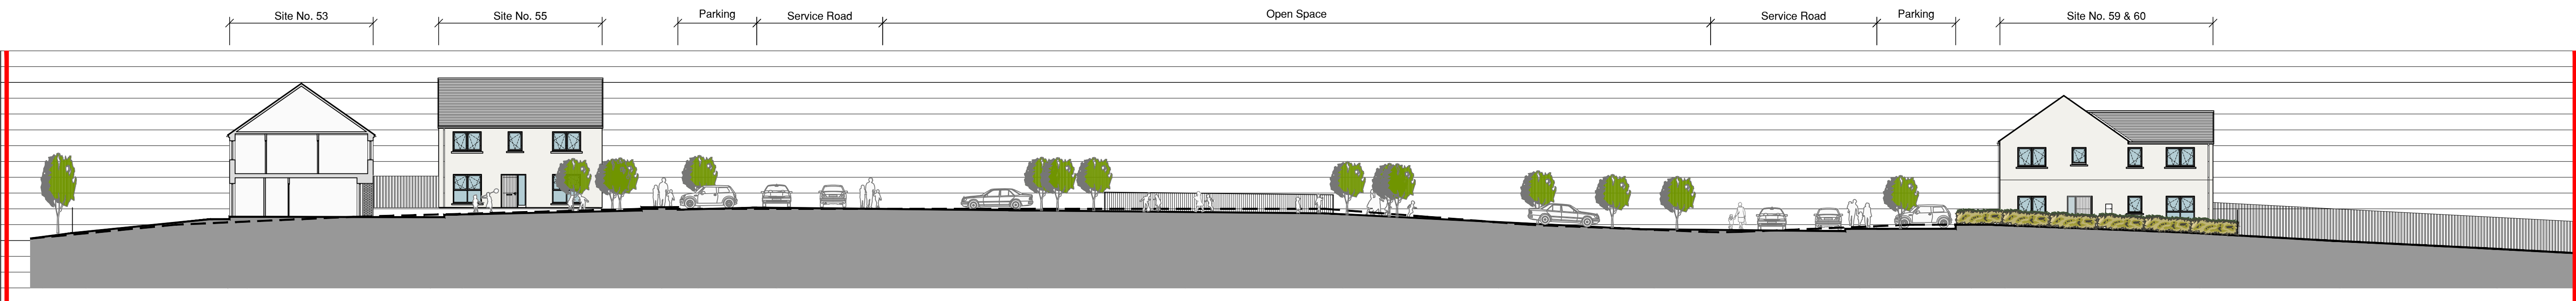 Site No. 53
Site No. 55
Parking
Service Road
Open Space
Service Road
Parking
Site No. 59 & 60